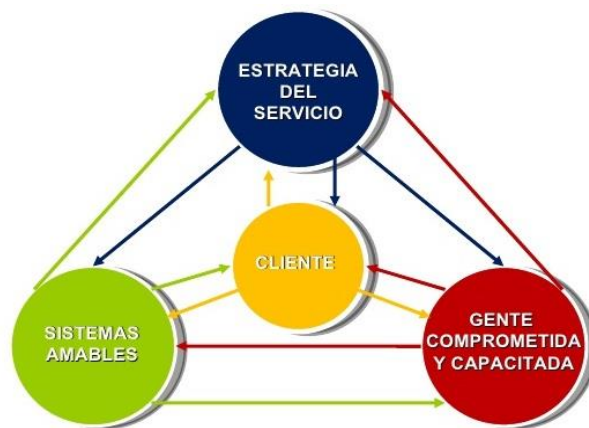 ESTRATEGIA
DEL
SERVICIO
CLIENTE
SISTEMAS
AMABLES
GENTE
COMPROMETIDA
Y CAPACITADA